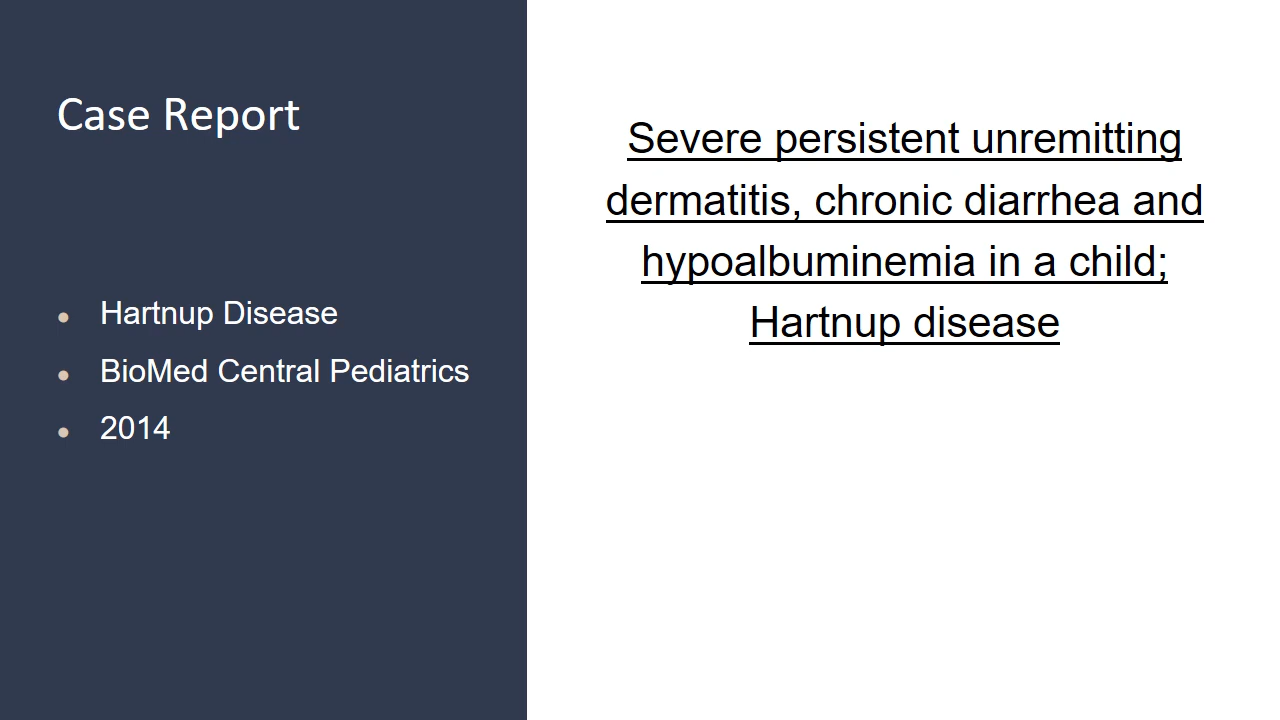 Case Report
Hartnup Disease
BioMed Central Pediatrics
2014
Severe persistent unremitting
dermatitis, chronic diarrhea and
hypoalbuminemia in a child;
Hartnup disease